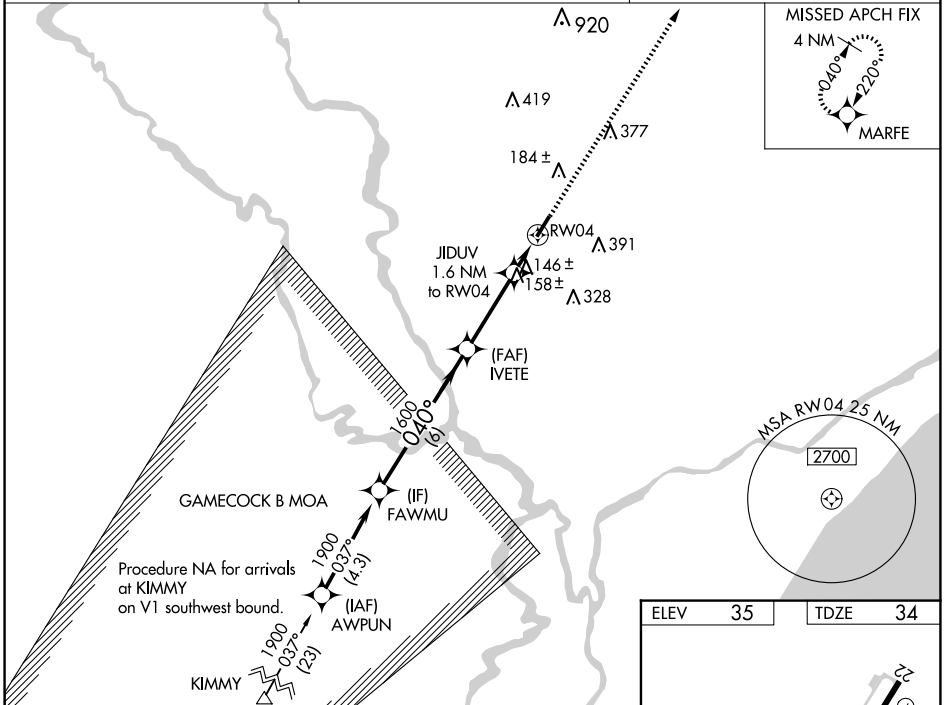 MISSED APCH FIX
4 NM
040°
220°
MARFE
920
419
377
184 ±
RW04
391
JIDUV
1.6 NM
to RW04
146 ±
158 ±
328
(FAF)
IVETE
1600
040°
(6)
MSA RW04 25 NM
2700
GAMECOCK B MOA
(IF)
FAWMU
1900
037°
(4.3)
Procedure NA for arrivals
at KIMMY
on V1 southwest bound.
(IAF)
AWPUN
1900
037°
(23)
KIMMY
ELEV 35
TDZE 34
22